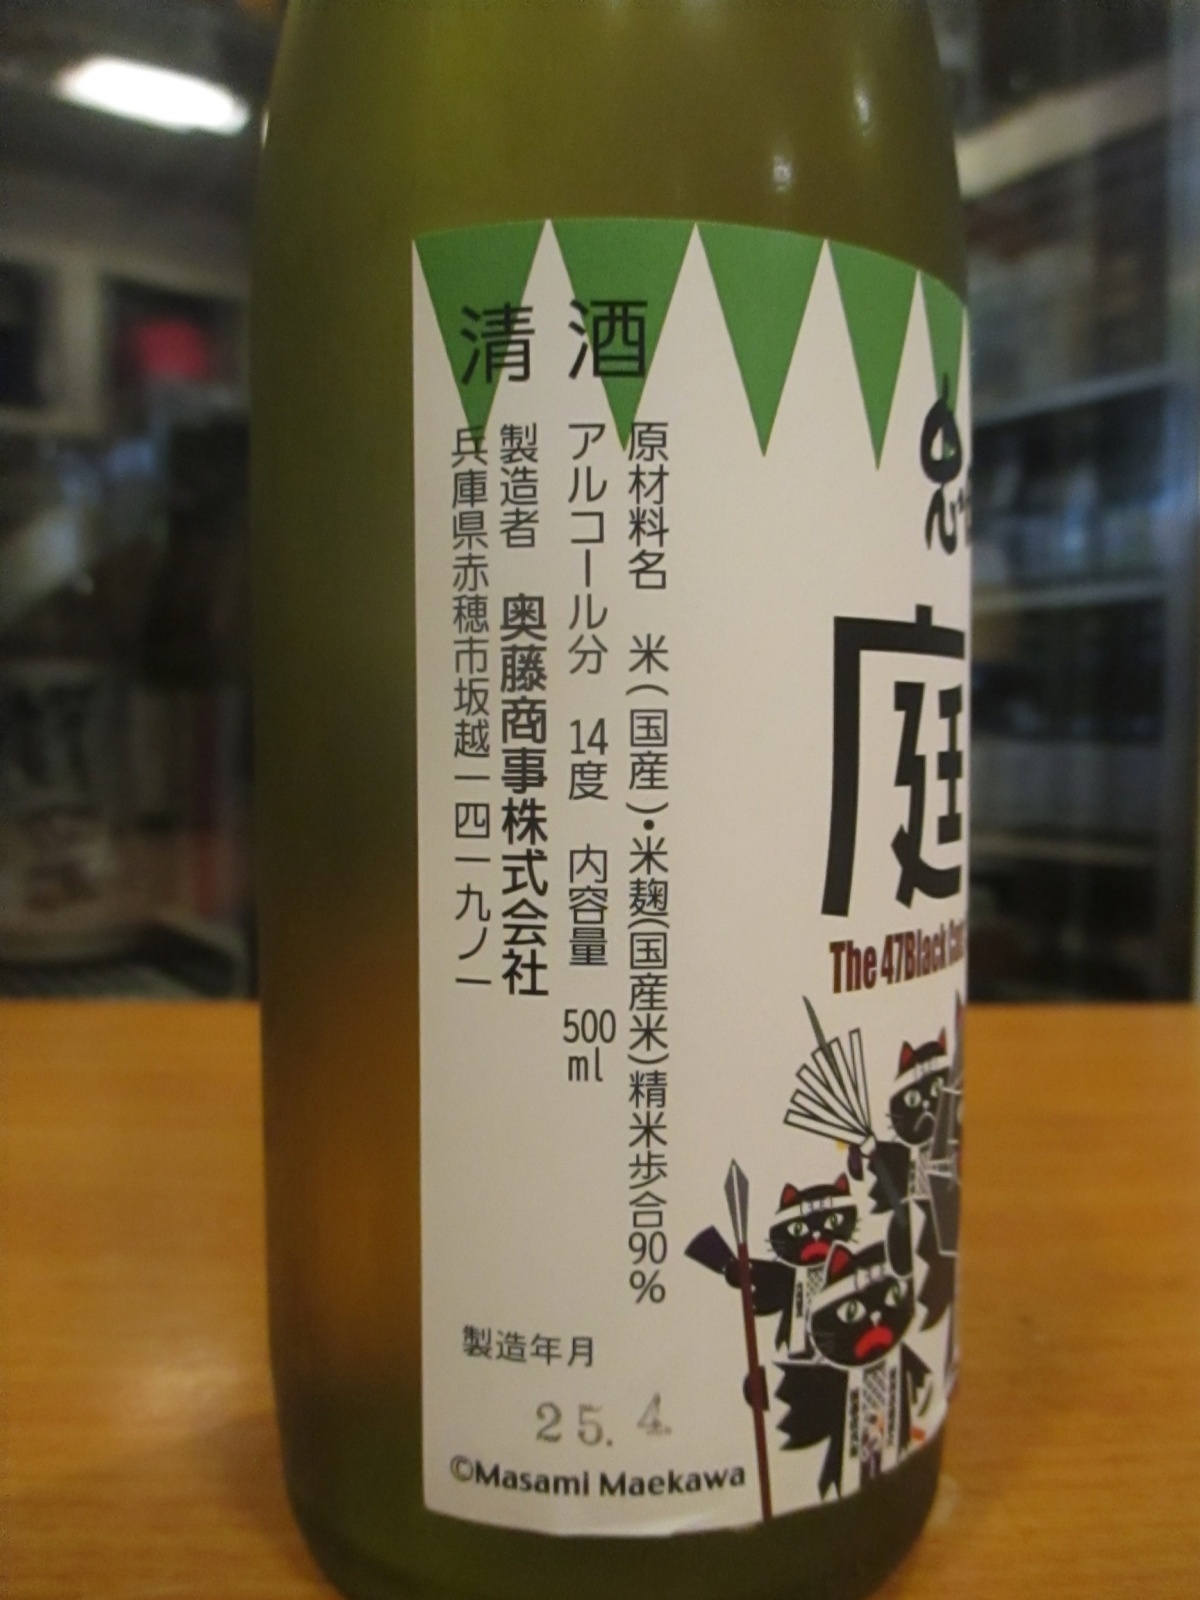 清酒
原材料名 米(国産)・米麹(国産米)精米歩合90%
アルコール分 14度 内容量 500ml
製造者 奥藤商事株式会社
兵庫県赤穂市坂越一四一九ノ一
製造年月
25.4.
©Masami Maekawa
庭
The 47Black